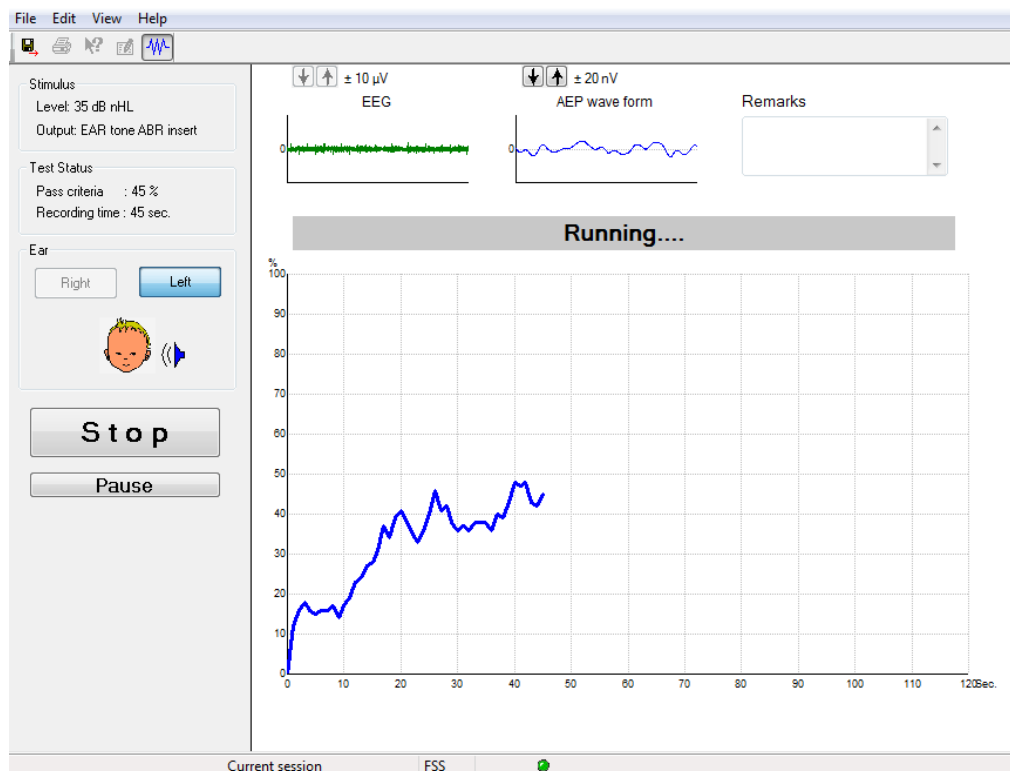 File Edit View Help
Stimulus
Level: 35 dB nHL
Output: EAR tone ABR insert
Test Status
Pass criteria : 45 %
Recording time : 45 sec.
Ear
Right Left
Stop
Pause
± 10 µV
EEG
0
± 20 nV
AEP wave form
0
Remarks
Running....
%
100
90
80
70
60
50
40
30
20
10
0
0 10 20 30 40 50 60 70 80 90 100 110 120 Sec.
Current session FSS